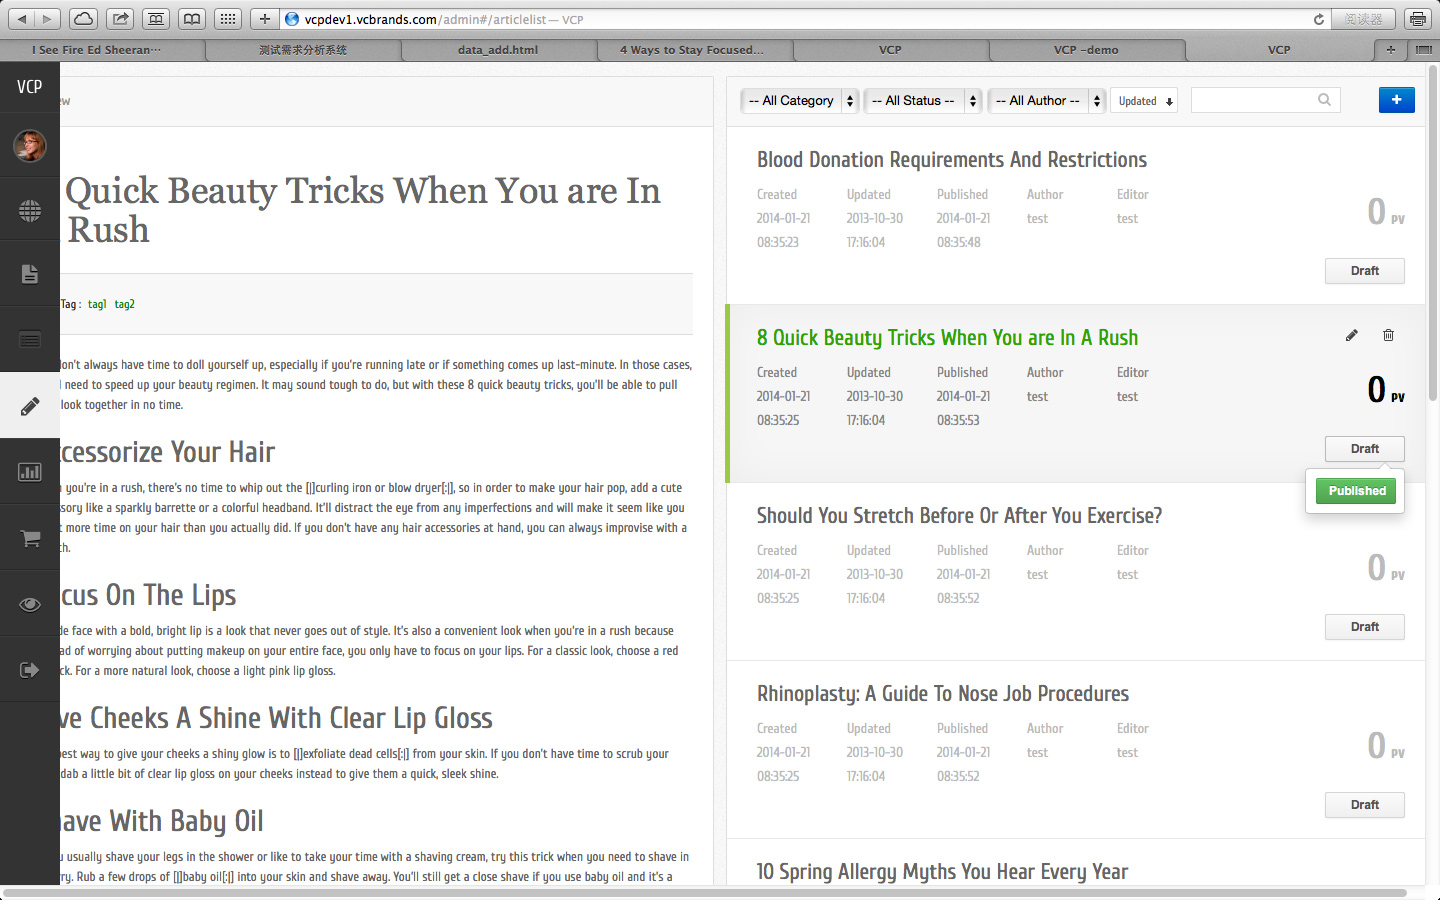 vcpdev1.vcbrands.com/admin#/articlelist — VCP
阅读器
I See Fire Ed Sheeran…
测试需求分析系统
data_add.html
4 Ways to Stay Focused...
VCP
VCP -demo
VCP
VCP
ew
-- All Category
-- All Status --
-- All Author --
Updated
Quick Beauty Tricks When You are In
Rush
Tag : tag1 tag2
don't always have time to doll yourself up, especially if you're running late or if something comes up last-minute. In those cases,
need to speed up your beauty regimen. It may sound tough to do, but with these 8 quick beauty tricks, you'll be able to pull
look together in no time.
ccessorize Your Hair
you're in a rush, there's no time to whip out the [|]curling iron or blow dryer[:|], so in order to make your hair pop, add a cute
sory like a sparkly barrette or a colorful headband. It'll distract the eye from any imperfections and will make it seem like you
t more time on your hair than you actually did. If you don't have any hair accessories at hand, you can always improvise with a
ch.
cus On The Lips
de face with a bold, bright lip is a look that never goes out of style. It's also a convenient look when you're in a rush because
ad of worrying about putting makeup on your entire face, you only have to focus on your lips. For a classic look, choose a red
ck. For a more natural look, choose a light pink lip gloss.
ve Cheeks A Shine With Clear Lip Gloss
best way to give your cheeks a shiny glow is to [|]exfoliate dead cells[:|] from your skin. If you don't have time to scrub your
dab a little bit of clear lip gloss on your cheeks instead to give them a quick, sleek shine.
ave With Baby Oil
u usually shave your legs in the shower or like to take your time with a shaving cream, try this trick when you need to shave in
rry. Rub a few drops of [|]baby oil[:|] into your skin and shave away. You'll still get a close shave if you use baby oil and it's a
Blood Donation Requirements And Restrictions
Created Updated Published Author Editor
2014-01-21 2013-10-30 2014-01-21 test test
08:35:23 17:16:04 08:35:48
0 PV
Draft
8 Quick Beauty Tricks When You are In A Rush
Created Updated Published Author Editor
2014-01-21 2013-10-30 2014-01-21 test test
08:35:25 17:16:04 08:35:53
0 PV
Draft
Published
Should You Stretch Before Or After You Exercise?
Created Updated Published Author Editor
2014-01-21 2013-10-30 2014-01-21 test test
08:35:25 17:16:04 08:35:52
0 PV
Draft
Rhinoplasty: A Guide To Nose Job Procedures
Created Updated Published Author Editor
2014-01-21 2013-10-30 2014-01-21 test test
08:35:25 17:16:04 08:35:52
0 PV
Draft
10 Spring Allergy Myths You Hear Every Year